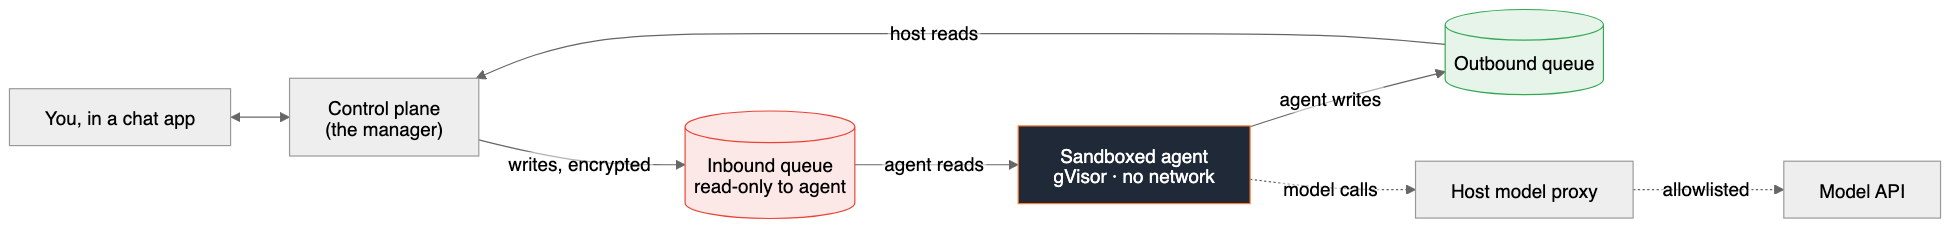 host reads
Outbound queue
You, in a chat app
Control plane
(the manager)
agent writes
writes, encrypted
Inbound queue
read-only to agent
agent reads
Sandboxed agent
gVisor · no network
model calls
Host model proxy
allowlisted
Model API